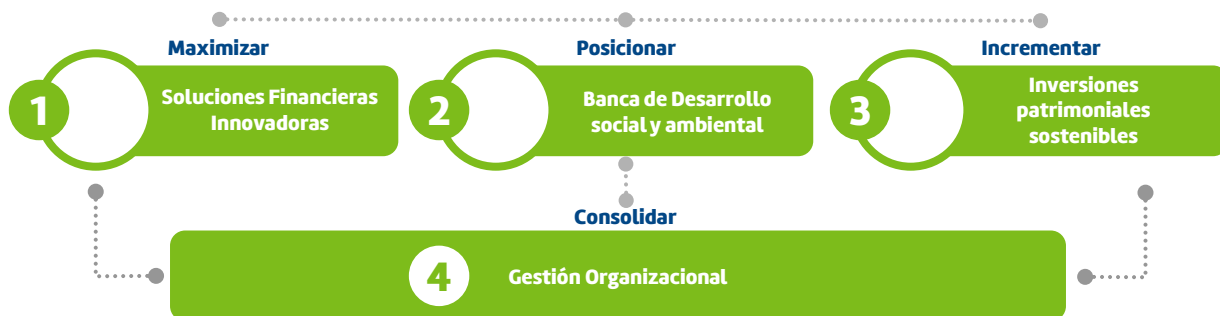 Maximizar
1
Soluciones Financieras
Innovadoras
Posicionar
2
Banca de Desarrollo
social y ambiental
Incrementar
3
Inversiones
patrimoniales
sostenibles
Consolidar
4
Gestión Organizacional